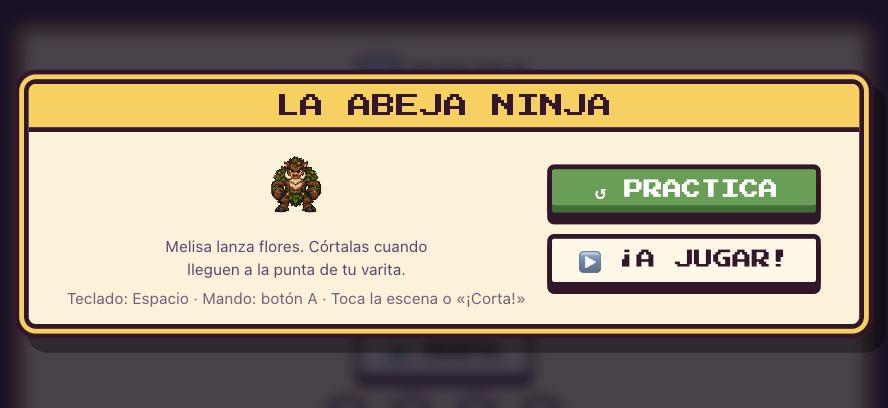 LA ABEJA NINJA
Melisa lanza flores. Córtalas cuando
lleguen a la punta de tu varita.
Teclado: Espacio · Mando: botón A · Toca la escena o «¡Corta!»
↺ PRACTICA
▶ ¡A JUGAR!